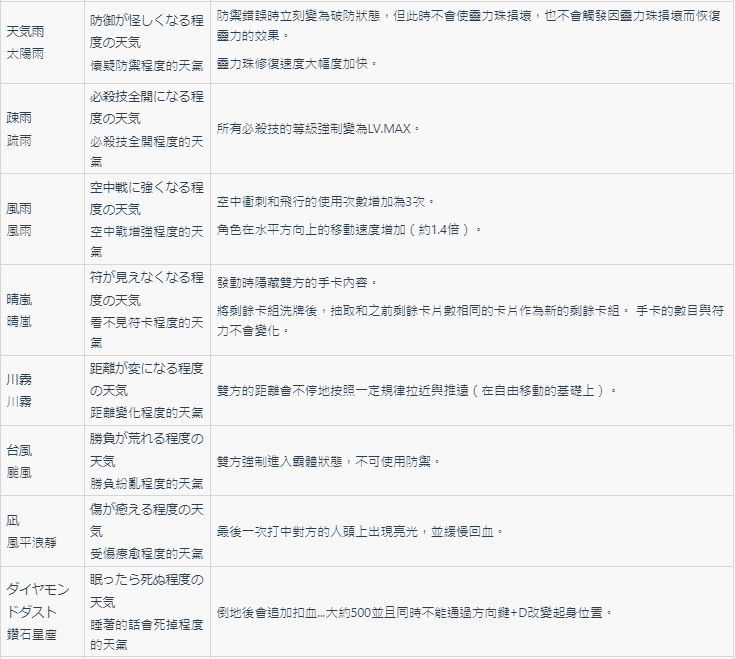 天気雨
太陽雨
防御が怪しくなる程
度の天気
懷疑防禦程度的天氣
防禦錯誤時立刻變為破防狀態，但此時不會使靈力珠損壞，也不會觸發因靈力珠損壞而恢復
靈力的效果。
靈力珠修復速度大幅度加快。
疎雨
疏雨
必殺技全開になる程
度の天気
必殺技全開程度的天
氣
所有必殺技的等級強制變為LV.MAX。
風雨
風雨
空中戦に強くなる程
度の天気
空中戰增強程度的天
氣
空中衝刺和飛行的使用次數增加為3次。
角色在水平方向上的移動速度增加（約1.4倍）。
晴嵐
晴嵐
符が見えなくなる程
度の天気
看不見符卡程度的天
氣
發動時隱藏雙方的手卡內容。
將剩餘卡組洗牌後，抽取和之前剩餘卡片數相同的卡片作為新的剩餘卡組。 手卡的數目與符
力不會變化。
川霧
川霧
距離が変になる程度
の天気
距離變化程度的天氣
雙方的距離會不停地按照一定規律拉近與推遠（在自由移動的基礎上）。
台風
颱風
勝負が荒れる程度の
天気
勝負紛亂程度的天氣
雙方強制進入霸體狀態，不可使用防禦。
凪
風平浪靜
傷が癒える程度の天
気
受傷療愈程度的天氣
最後一次打中對方的人頭上出現亮光，並緩慢回血。
ダイヤモン
ドダスト
鑽石星塵
眠ったら死ぬ程度の
天気
睡著的話會死掉程度
的天氣
倒地後會追加扣血...大約500並且同時不能通過方向鍵+D改變起身位置。